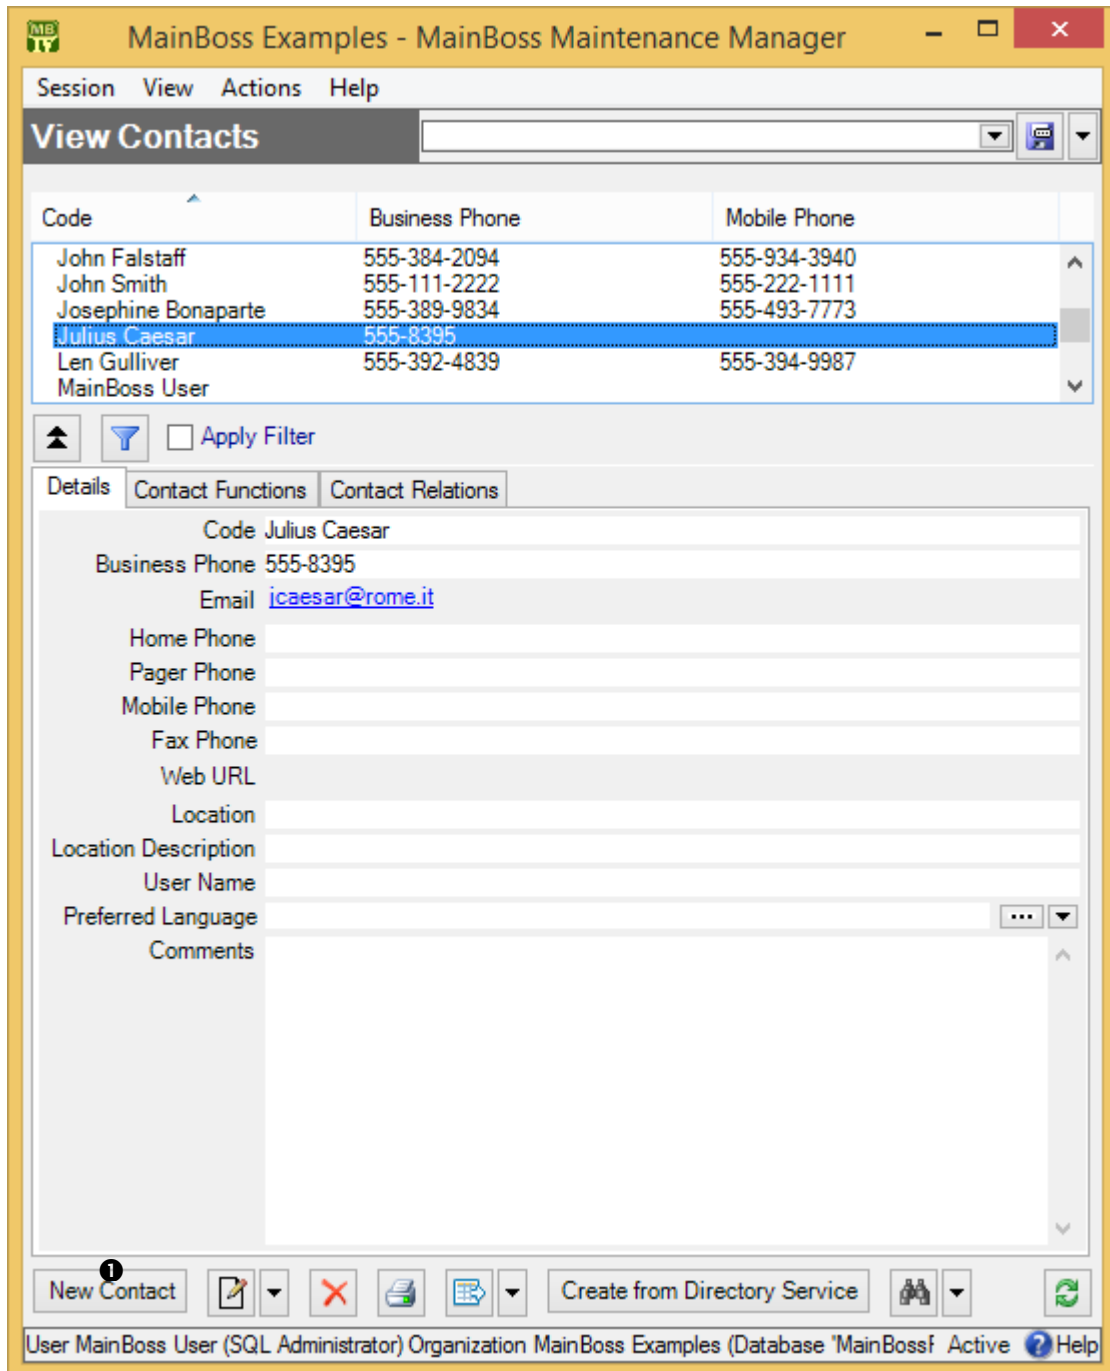 MB
MainBoss Examples - MainBoss Maintenance Manager
Session View Actions Help
View Contacts
Code Business Phone Mobile Phone
John Falstaff 555-384-2094 555-934-3940
John Smith 555-111-2222 555-222-1111
Josephine Bonaparte 555-389-9834 555-493-7773
Julius Caesar 555-8395
Len Gulliver 555-392-4839 555-394-9987
MainBoss User
Apply Filter
Details Contact Functions Contact Relations
Code Julius Caesar
Business Phone 555-8395
Email jcaesar@rome.it
Home Phone
Pager Phone
Mobile Phone
Fax Phone
Web URL
Location
Location Description
User Name
Preferred Language ...
Comments
❶
New Contact Create from Directory Service
User MainBoss User (SQL Administrator) Organization MainBoss Examples (Database 'MainBoss Active Help